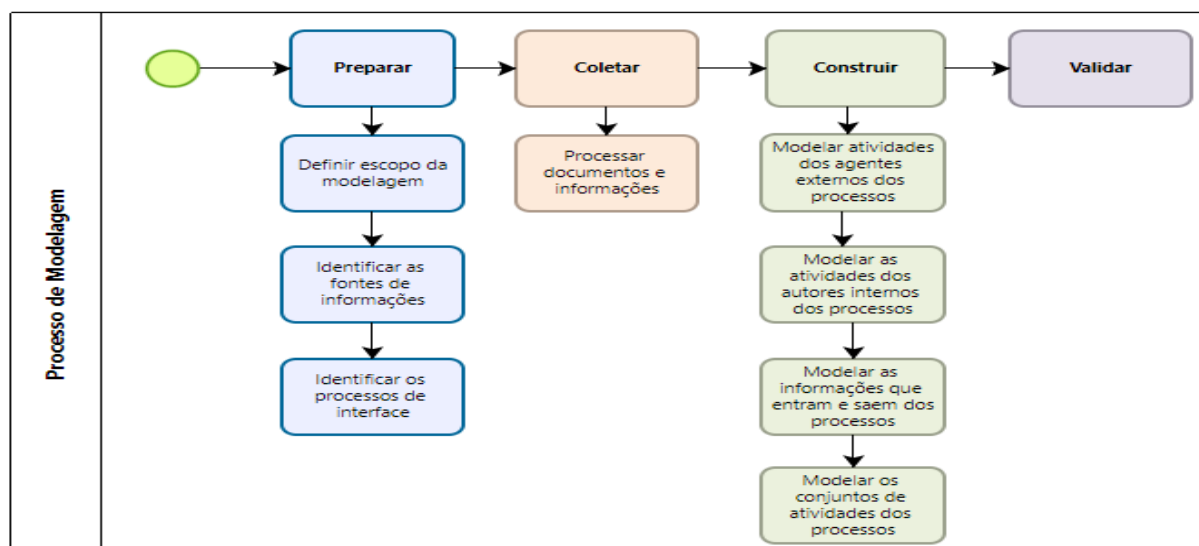 Processo de Modelagem
Preparar
Coletar
Construir
Validar
Definir escopo da
modelagem
Identificar as
fontes de
informações
Identificar os
processos de
interface
Processar
documentos e
informações
Modelar atividades
dos agentes
externos dos
processos
Modelar as
atividades dos
autores internos
dos processos
Modelar as
informações que
entram e saem dos
processos
Modelar os
conjuntos de
atividades dos
processos